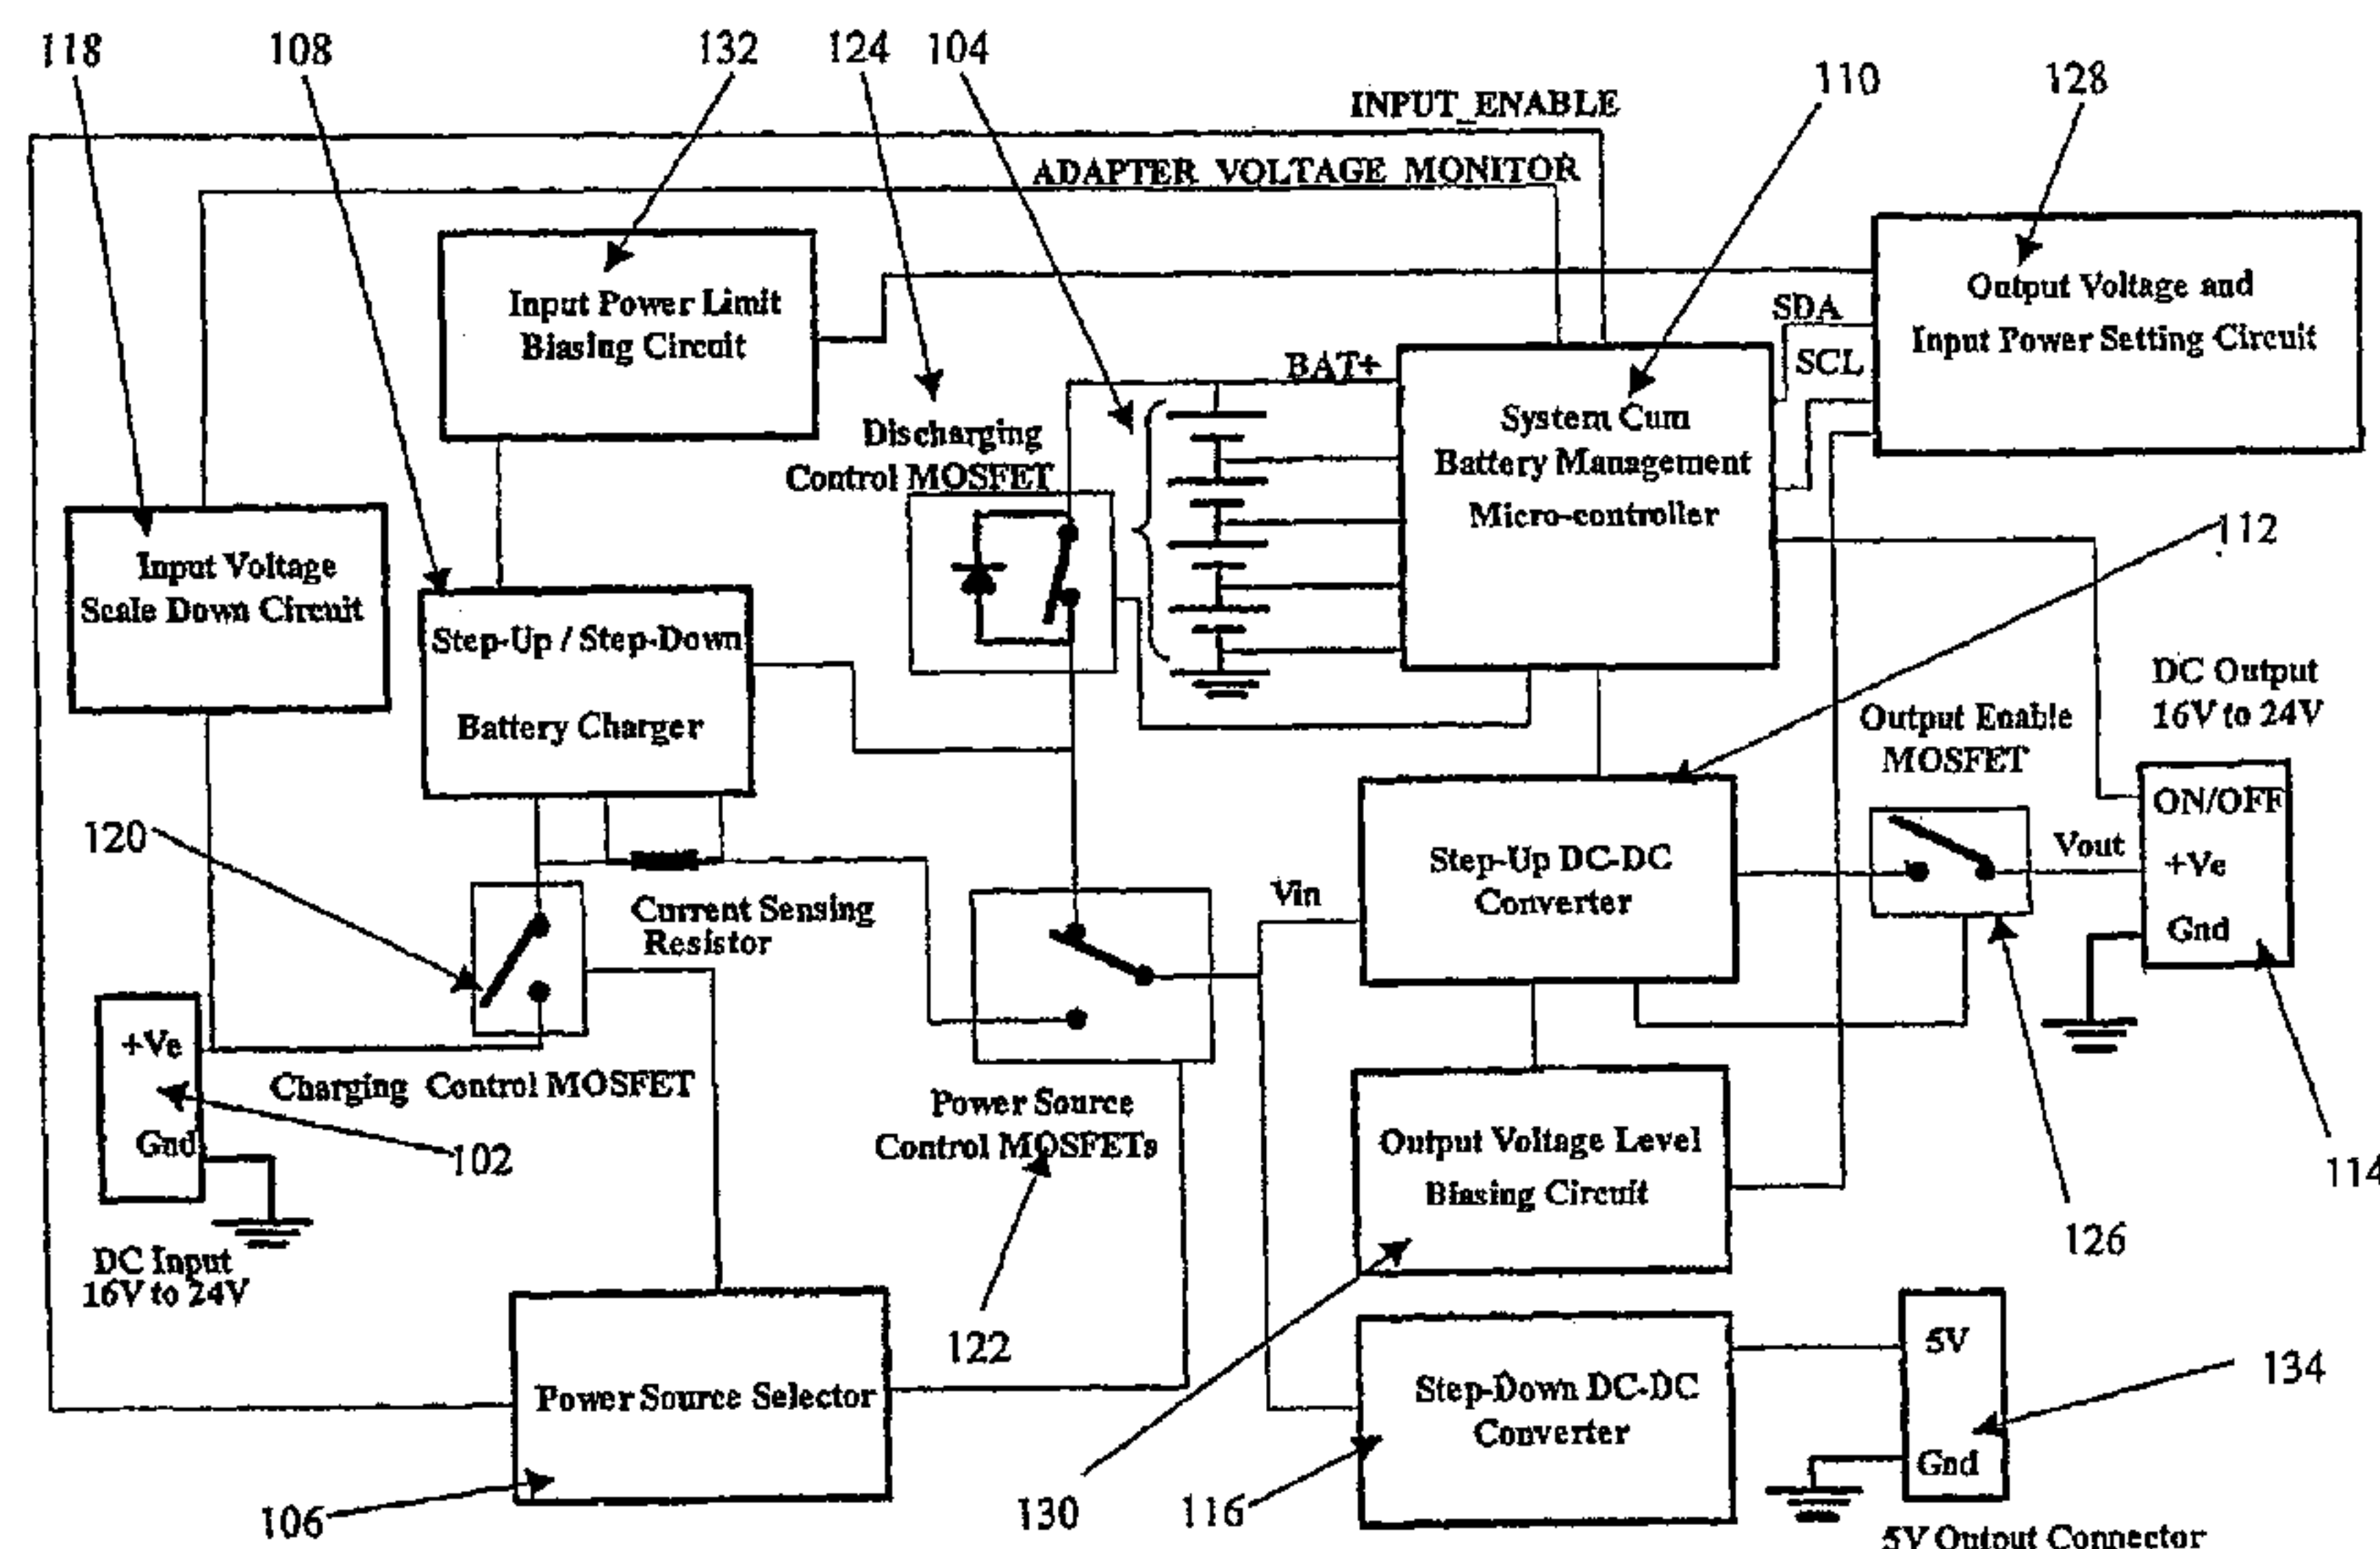 118
108
132
124
104
110
128
INPUT_ENABLE
ADAPTER VOLTAGE MONITOR
Input Power Limit
Biasing Circuit
Output Voltage and
Input Power Setting Circuit
SDA
SCL
BAT+
Discharging
Control MOSFET
System Cum
Battery Management
Micro-controller
112
Input Voltage
Scale Down Circuit
Step-Up / Step-Down
Battery Charger
DC Output
16V to 24V
Output Enable
MOSFET
ON/OFF
+Ve
Gnd
Vout
120
Step-Up DC-DC
Converter
Vin
Current Sensing
Resistor
+Ve
Gnd
Charging Control MOSFET
102
Power Source
Control MOSFETs
Output Voltage Level
Biasing Circuit
114
126
DC Input
16V to 24V
122
Power Source Selector
Step-Down DC-DC
Converter
5V
Gnd
134
106
130
116
5V Output Connector